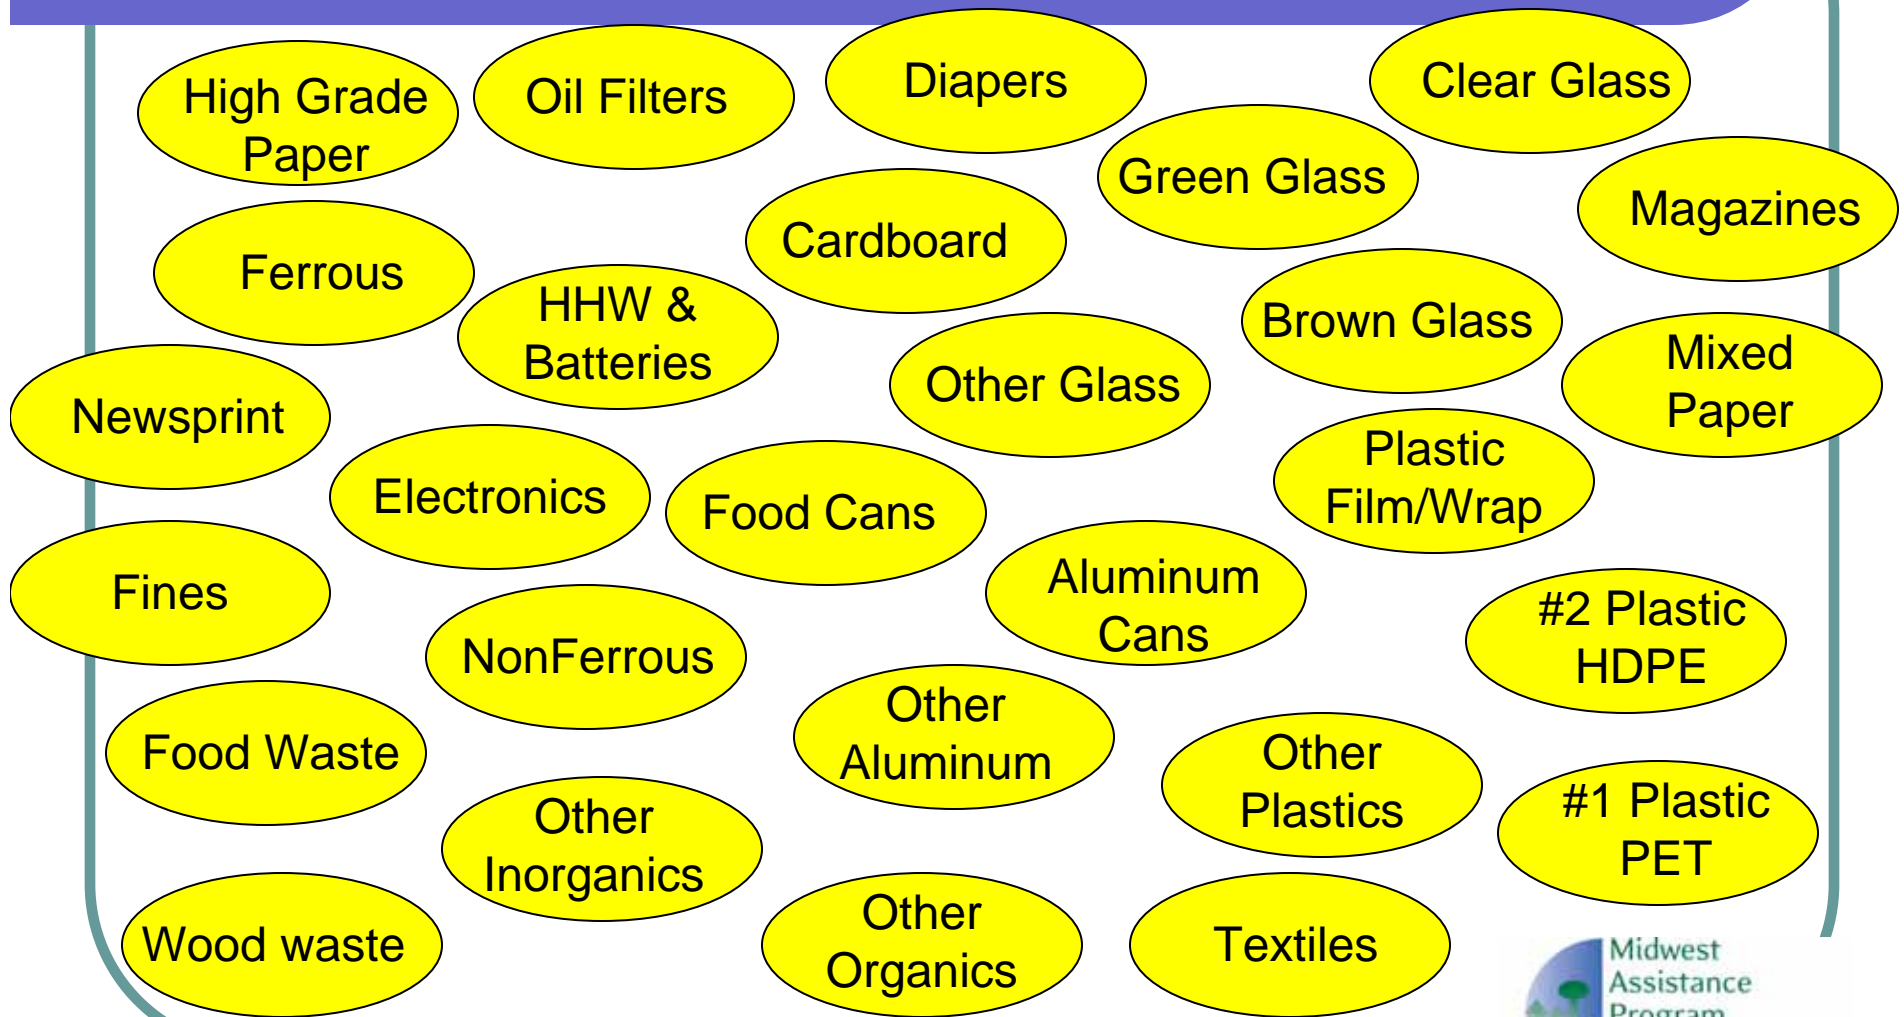 High Grade
Paper
Oil Filters
Diapers
Clear Glass
Green Glass
Magazines
Cardboard
Ferrous
HHW &
Batteries
Brown Glass
Other Glass
Mixed
Paper
Newsprint
Plastic
Film/Wrap
Electronics
Food Cans
Fines
Aluminum
Cans
#2 Plastic
HDPE
NonFerrous
Other
Aluminum
Food Waste
Other
Plastics
#1 Plastic
PET
Other
Inorganics
Wood waste
Other
Organics
Textiles
Midwest
Assistance
Program